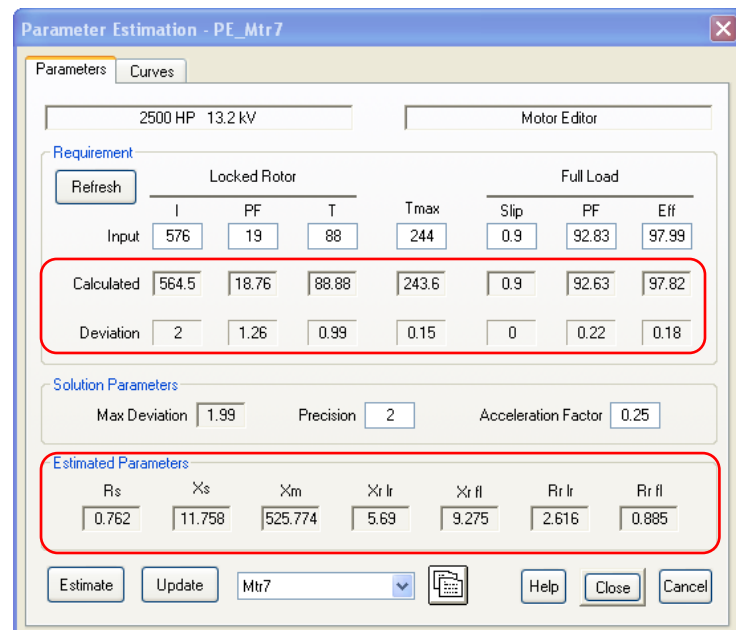 Parameter Estimation - PE_Mtr7
Parameters Curves
2500 HP 13.2 kV Motor Editor
Requirement
Refresh Locked Rotor Full Load
I PF T Tmax Slip PF Eff
Input 576 19 88 244 0.9 92.83 97.99
Calculated 564.5 18.76 88.88 243.6 0.9 92.63 97.82
Deviation 2 1.26 0.99 0.15 0 0.22 0.18
Solution Parameters
Max Deviation 1.99 Precision 2 Acceleration Factor 0.25
Estimated Parameters
Rs Xs Xm Xr lr Xr fl Rr lr Rr fl
0.762 11.758 525.774 5.69 9.275 2.616 0.885
Estimate Update Mtr7 Help Close Cancel